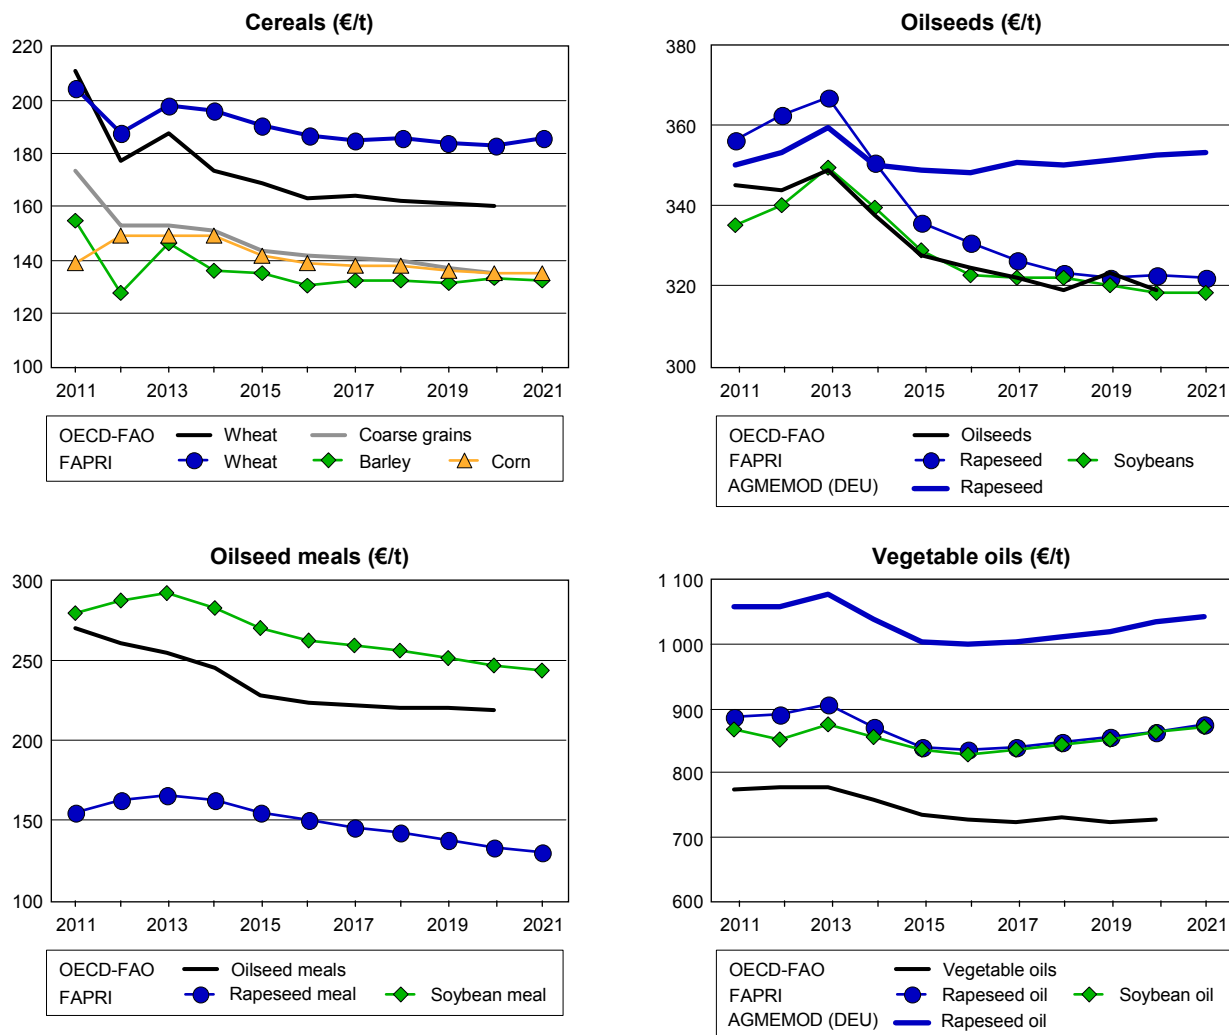 Cereals (€/t)
220
200
180
160
140
120
100
2011 2013 2015 2017 2019 2021
OECD-FAO Wheat Coarse grains
FAPRI Wheat Barley Corn
Oilseeds (€/t)
380
360
340
320
300
2011 2013 2015 2017 2019 2021
OECD-FAO Oilseeds
FAPRI Rapeseed Soybeans
AGMEMOD (DEU) Rapeseed
Oilseed meals (€/t)
300
250
200
150
100
2011 2013 2015 2017 2019 2021
OECD-FAO Oilseed meals
FAPRI Rapeseed meal Soybean meal
Vegetable oils (€/t)
1 100
1 000
900
800
700
600
2011 2013 2015 2017 2019 2021
OECD-FAO Vegetable oils
FAPRI Rapeseed oil Soybean oil
AGMEMOD (DEU) Rapeseed oil